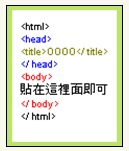 <html>
<head>
<title>OOOO</title>
</head>
<body>
貼在這裡面即可
</body>
</html>